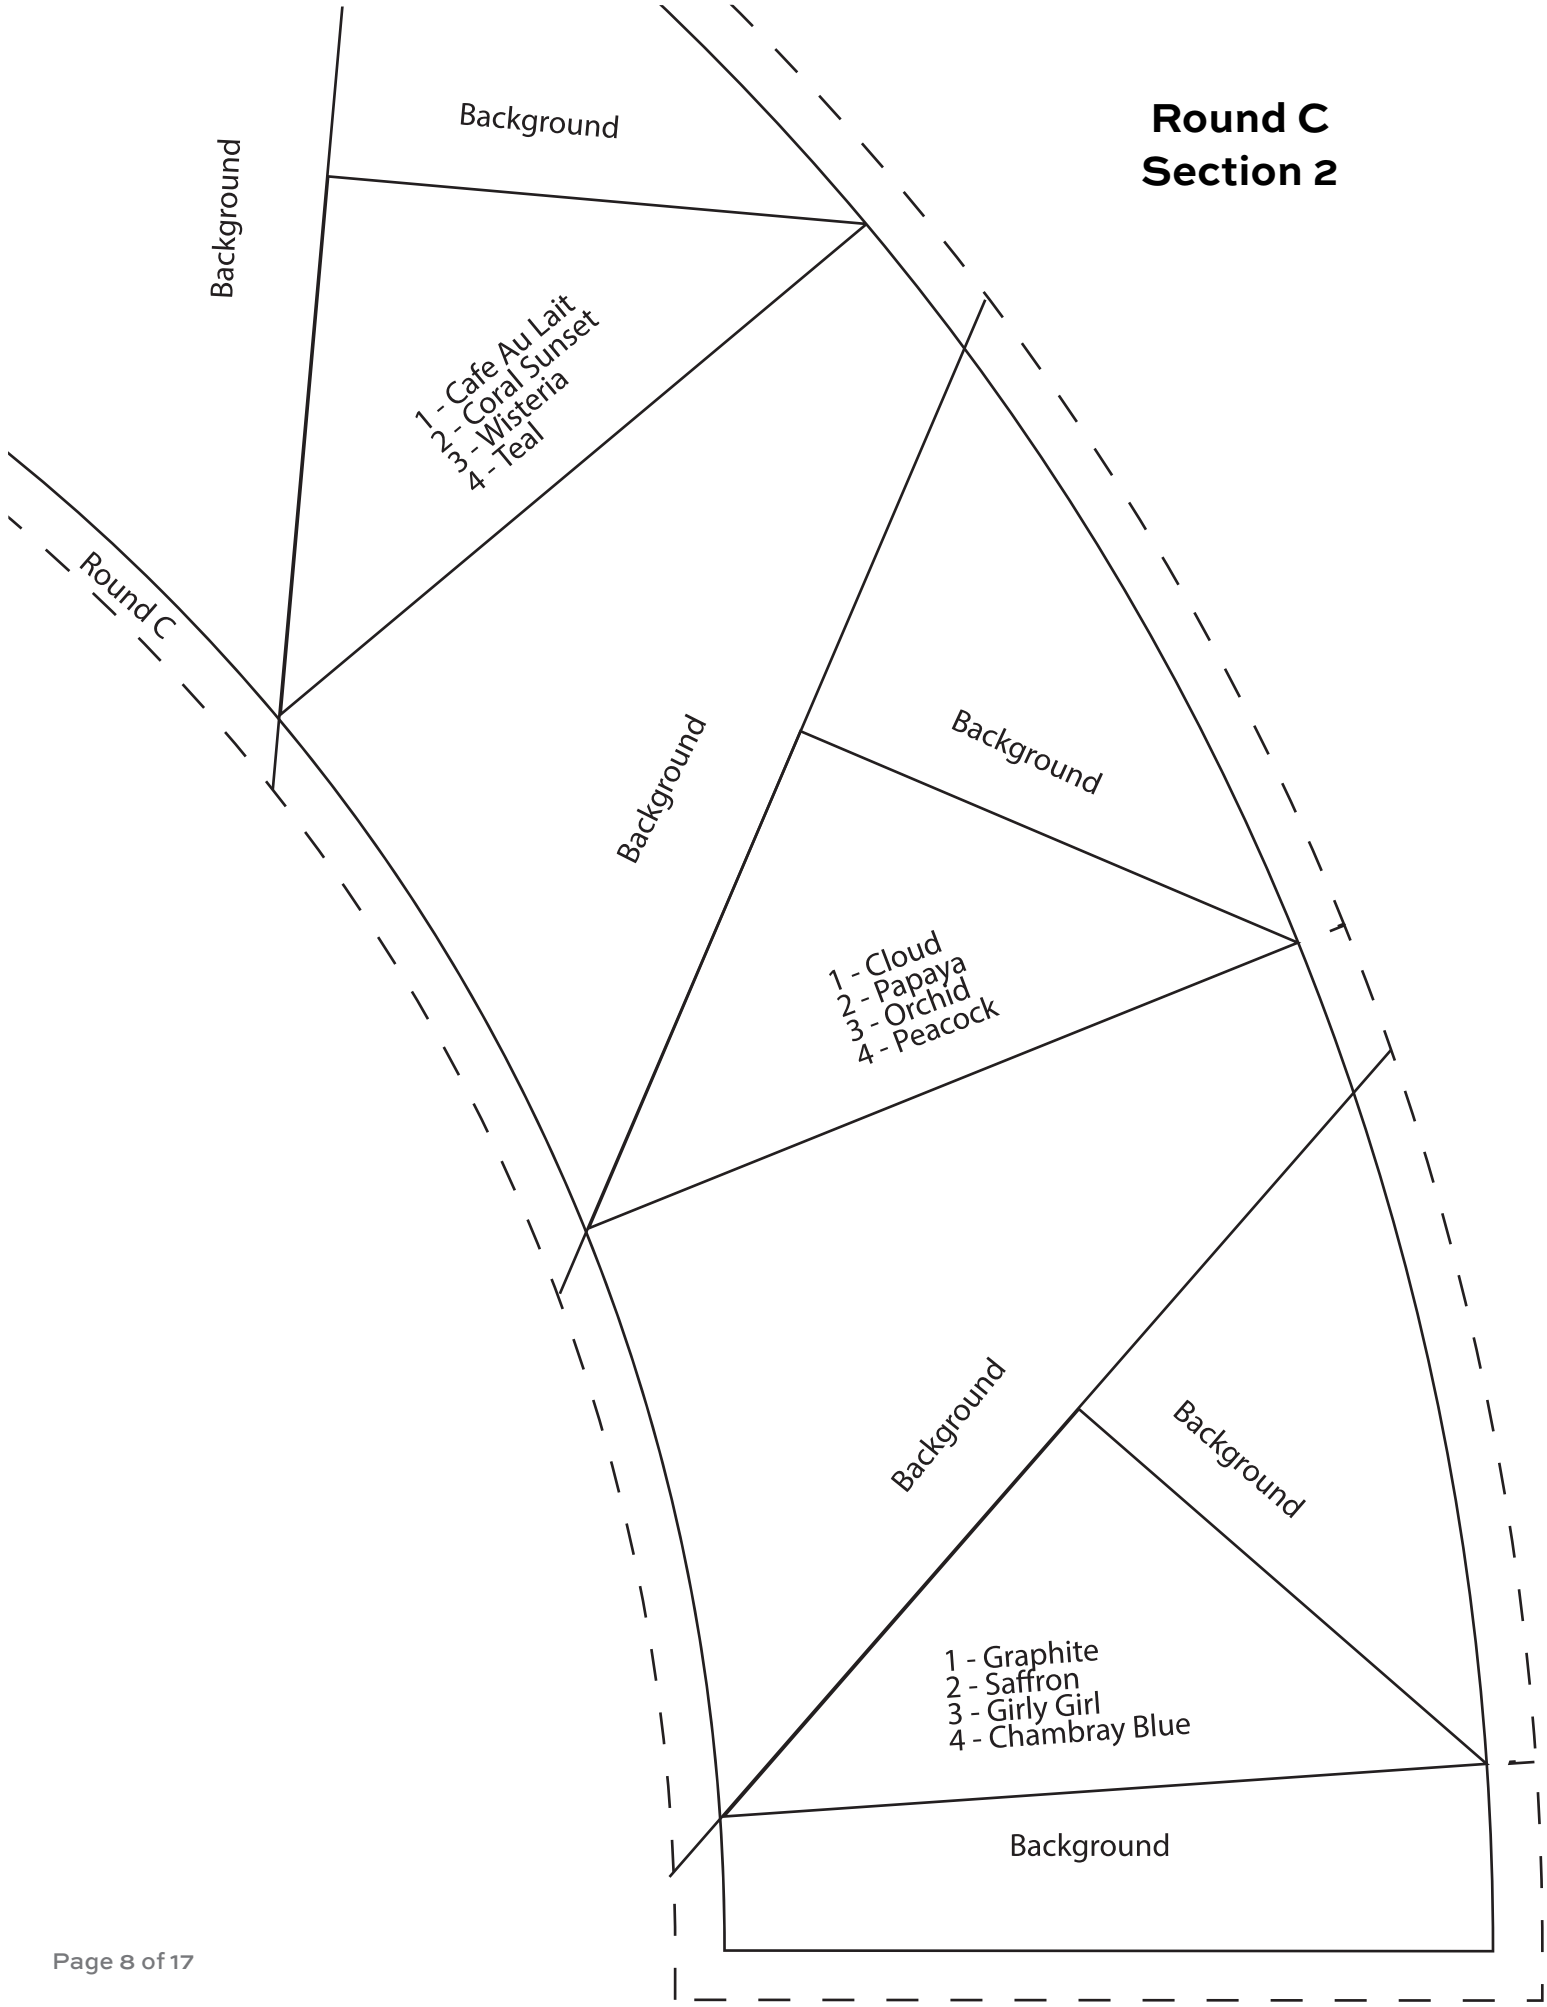 Round C
Section 2
Background
Background
1 - Cafe Au Lait
2 - Coral Sunset
3 - Wisteria
4 - Teal
Round C
Background
Background
1 - Cloud
2 - Papaya
3 - Orchid
4 - Peacock
Background
Background
1 - Graphite
2 - Saffron
3 - Girly Girl
4 - Chambray Blue
Background
Page 8 of 17